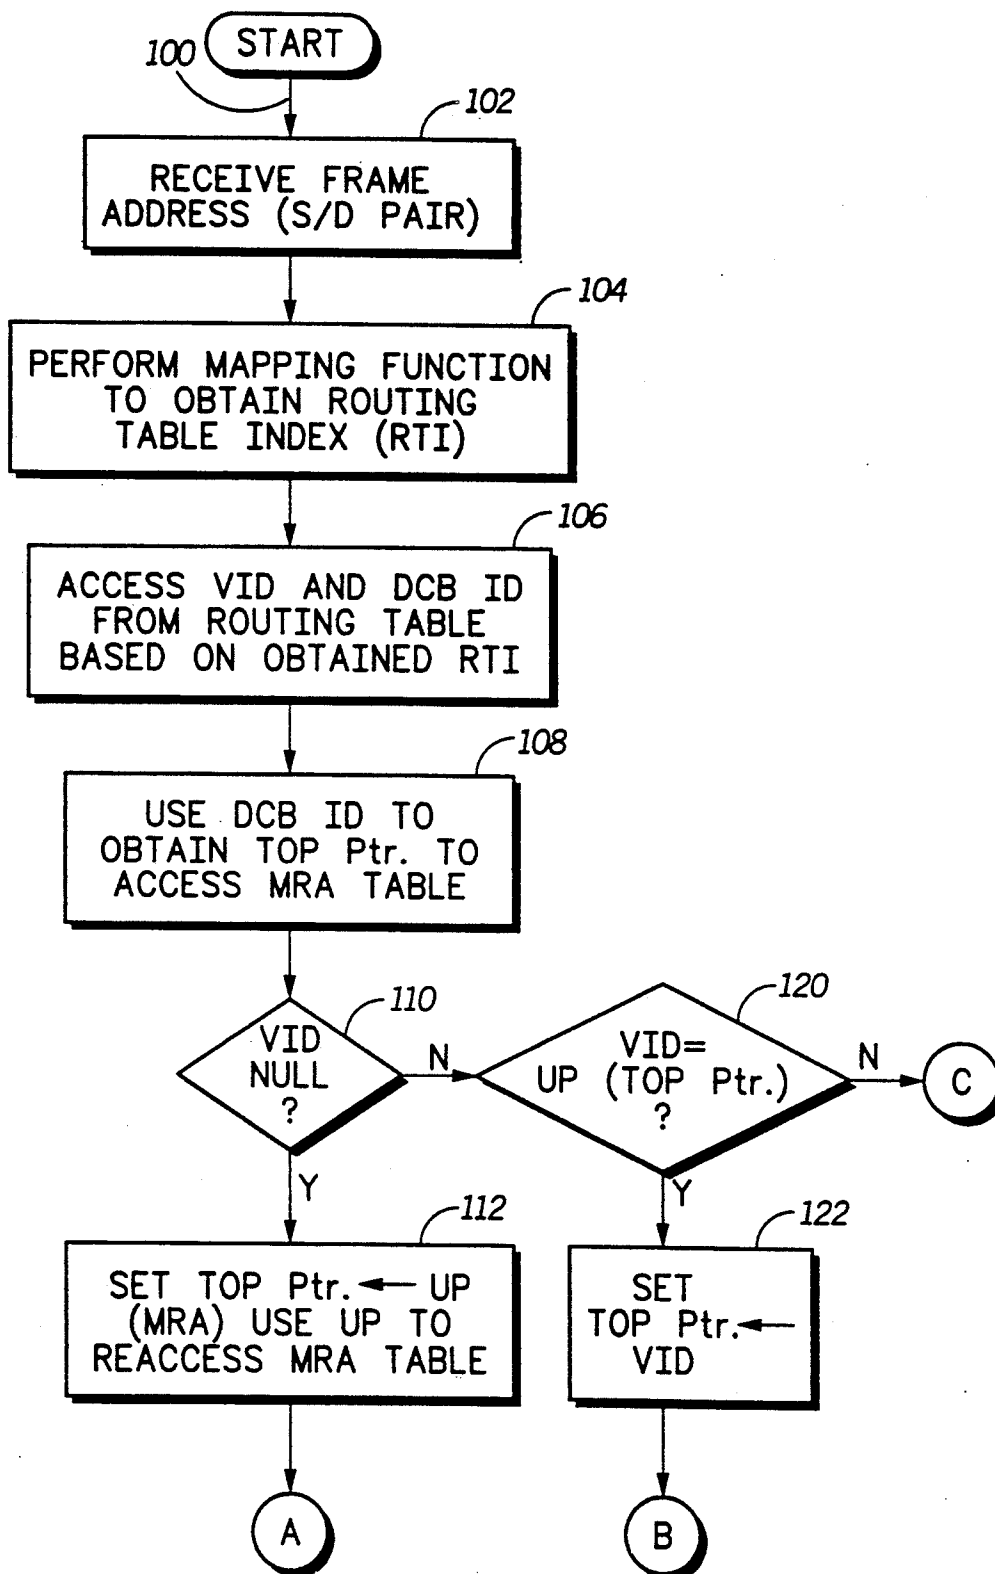 START
100
102
RECEIVE FRAME
ADDRESS (S/D PAIR)
104
PERFORM MAPPING FUNCTION
TO OBTAIN ROUTING
TABLE INDEX (RTI)
106
ACCESS VID AND DCB ID
FROM ROUTING TABLE
BASED ON OBTAINED RTI
108
USE DCB ID TO
OBTAIN TOP Ptr. TO
ACCESS MRA TABLE
110
VID
NULL
?
N
Y
120
VID=
UP (TOP Ptr.)
?
N
C
Y
112
SET TOP Ptr. ← UP
(MRA) USE UP TO
REACCESS MRA TABLE
122
SET
TOP Ptr. ←
VID
A
B